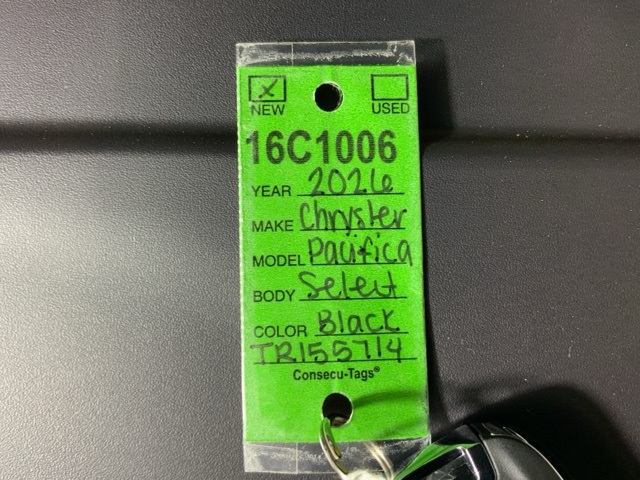 NEW USED
16C1006
YEAR 2026
MAKE Chrysler
MODEL Pacifica
BODY Select
COLOR Black
TR155714
Consecu-Tags®